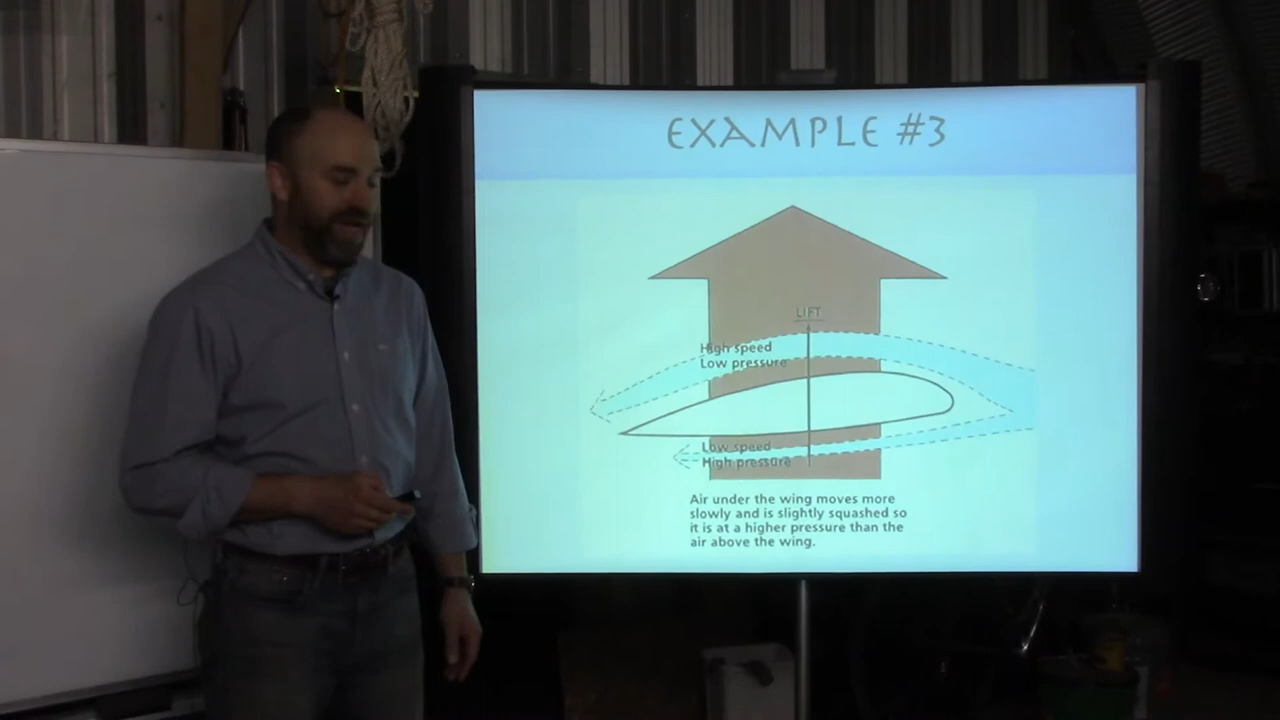 EXAMPLE #3
LIFT
High speed
Low pressure
Low speed
High pressure
Air under the wing moves more
slowly and is slightly squashed so
it is at a higher pressure than the
air above the wing.